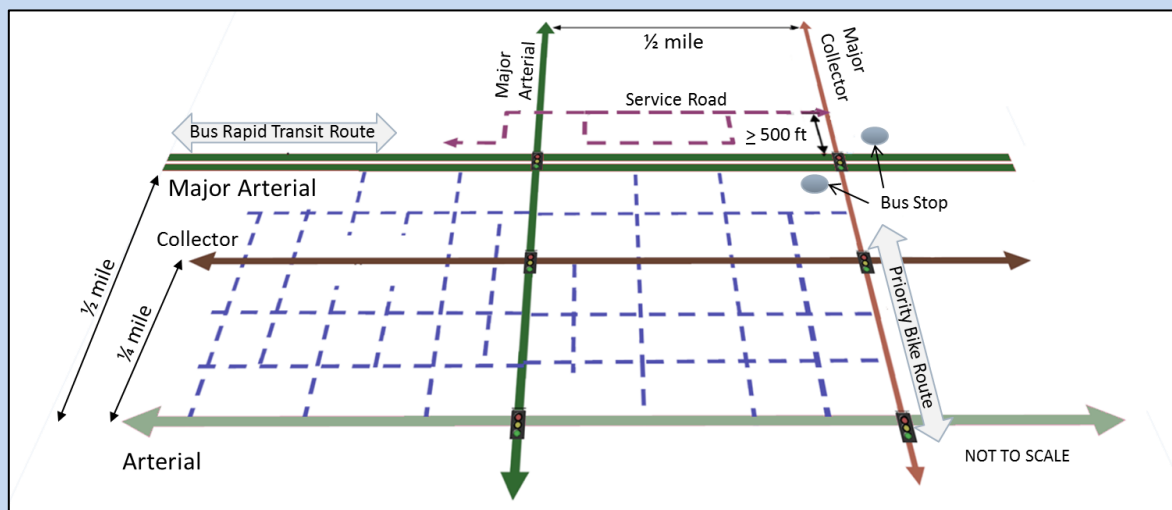 ½ mile
Major
Arterial
Major
Collector
Service Road
Bus Rapid Transit Route
≥ 500 ft
Major Arterial
Bus Stop
Collector
½ mile
¼ mile
Priority Bike Route
Arterial
NOT TO SCALE